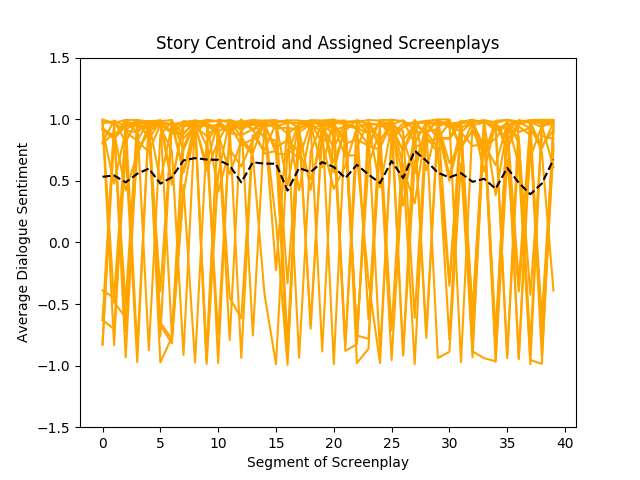 Story Centroid and Assigned Screenplays
1.5
1.0
0.5
0.0
−0.5
−1.0
−1.5
Average Dialogue Sentiment
0 5 10 15 20 25 30 35 40
Segment of Screenplay